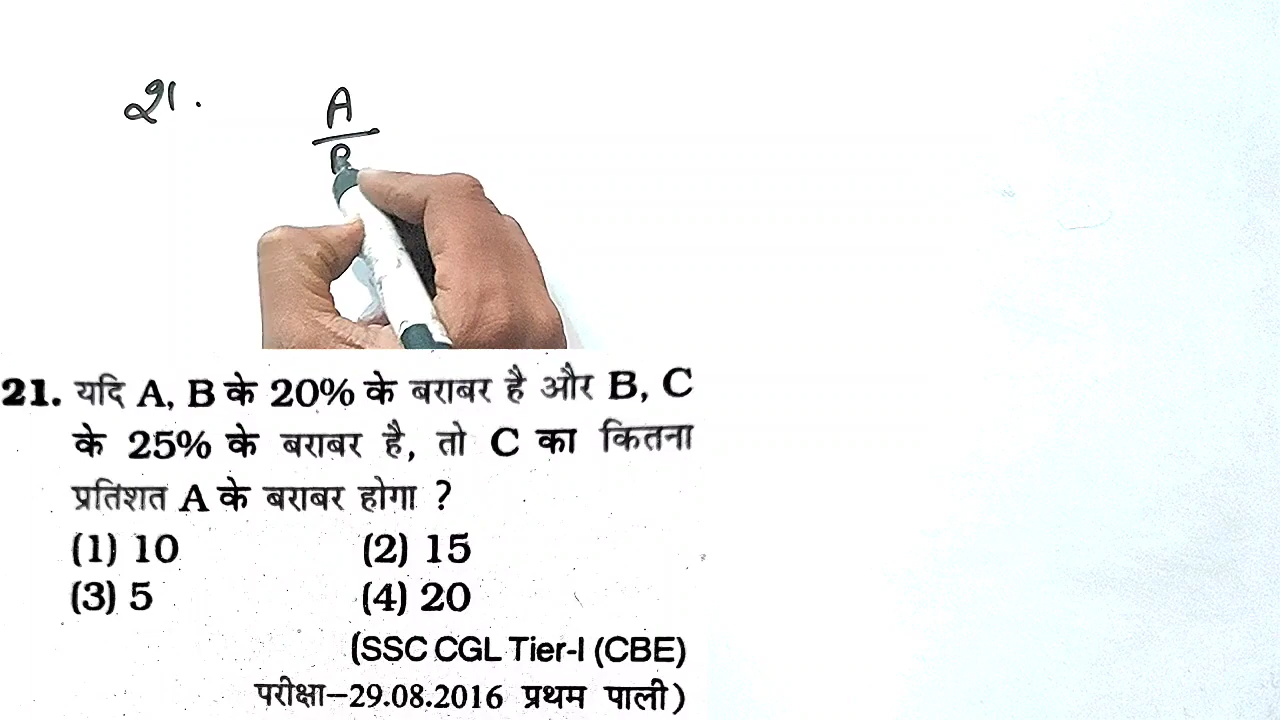 21.
A
B
21. यदि A, B के 20% के बराबर है और B, C
के 25% के बराबर है, तो C का कितना
प्रतिशत A के बराबर होगा ?
(1) 10 (2) 15
(3) 5 (4) 20
(SSC CGL Tier-I (CBE)
परीक्षा–29.08.2016 प्रथम पाली)